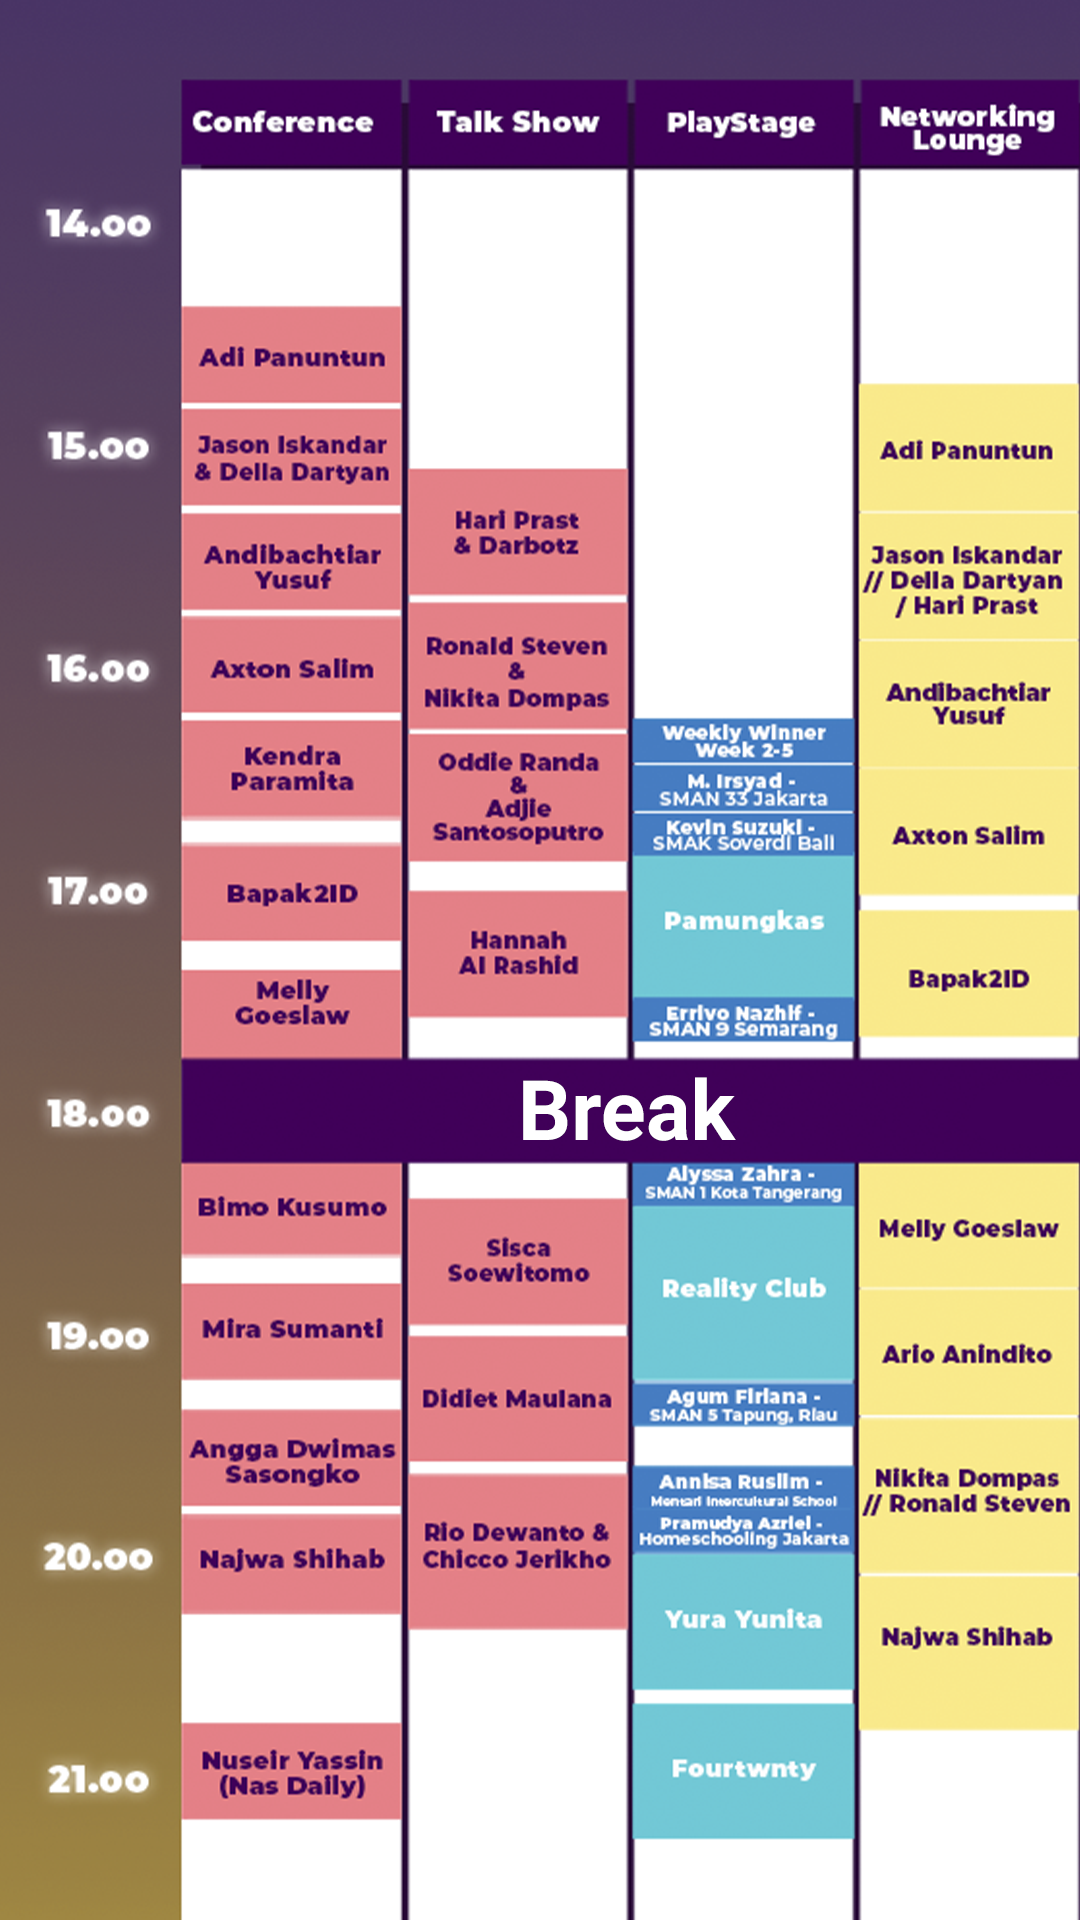 Conference
Talk Show
PlayStage
Networking
Lounge
14.00
Adi Panuntun
15.00
Jason Iskandar
& Della Dartyan
Adi Panuntun
Hari Prast
& Darbotz
Andibachtiar
Yusuf
Jason Iskandar
// Della Dartyan
/ Hari Prast
16.00
Axton Salim
Ronald Steven
&
Nikita Dompas
Andibachtiar
Yusuf
Weekly Winner
Week 2-5
Kendra
Paramita
Oddie Randa
&
Adjie
Santosoputro
M. Irsyad -
SMAN 33 Jakarta
Kevin Suzuki -
SMAK Soverdi Bali
Axton Salim
17.00
Bapak2ID
Hannah
Al Rashid
Pamungkas
Bapak2ID
Melly
Goeslaw
Errivo Nazhif -
SMAN 9 Semarang
18.00
Break
Bimo Kusumo
Sisca
Soewitomo
Alyssa Zahra -
SMAN 1 Kota Tangerang
Reality Club
Melly Goeslaw
19.00
Mira Sumanti
Didiet Maulana
Agum Firlana -
SMAN 5 Tapung, Riau
Ario Anindito
Angga Dwimas
Sasongko
Annisa Ruslim -
Mentari Intercultural School
Nikita Dompas
// Ronald Steven
20.00
Najwa Shihab
Rio Dewanto &
Chicco Jerikho
Pramudya Azriel -
Homeschooling Jakarta
Yura Yunita
Najwa Shihab
21.00
Nuseir Yassin
(Nas Daily)
Fourtwnty